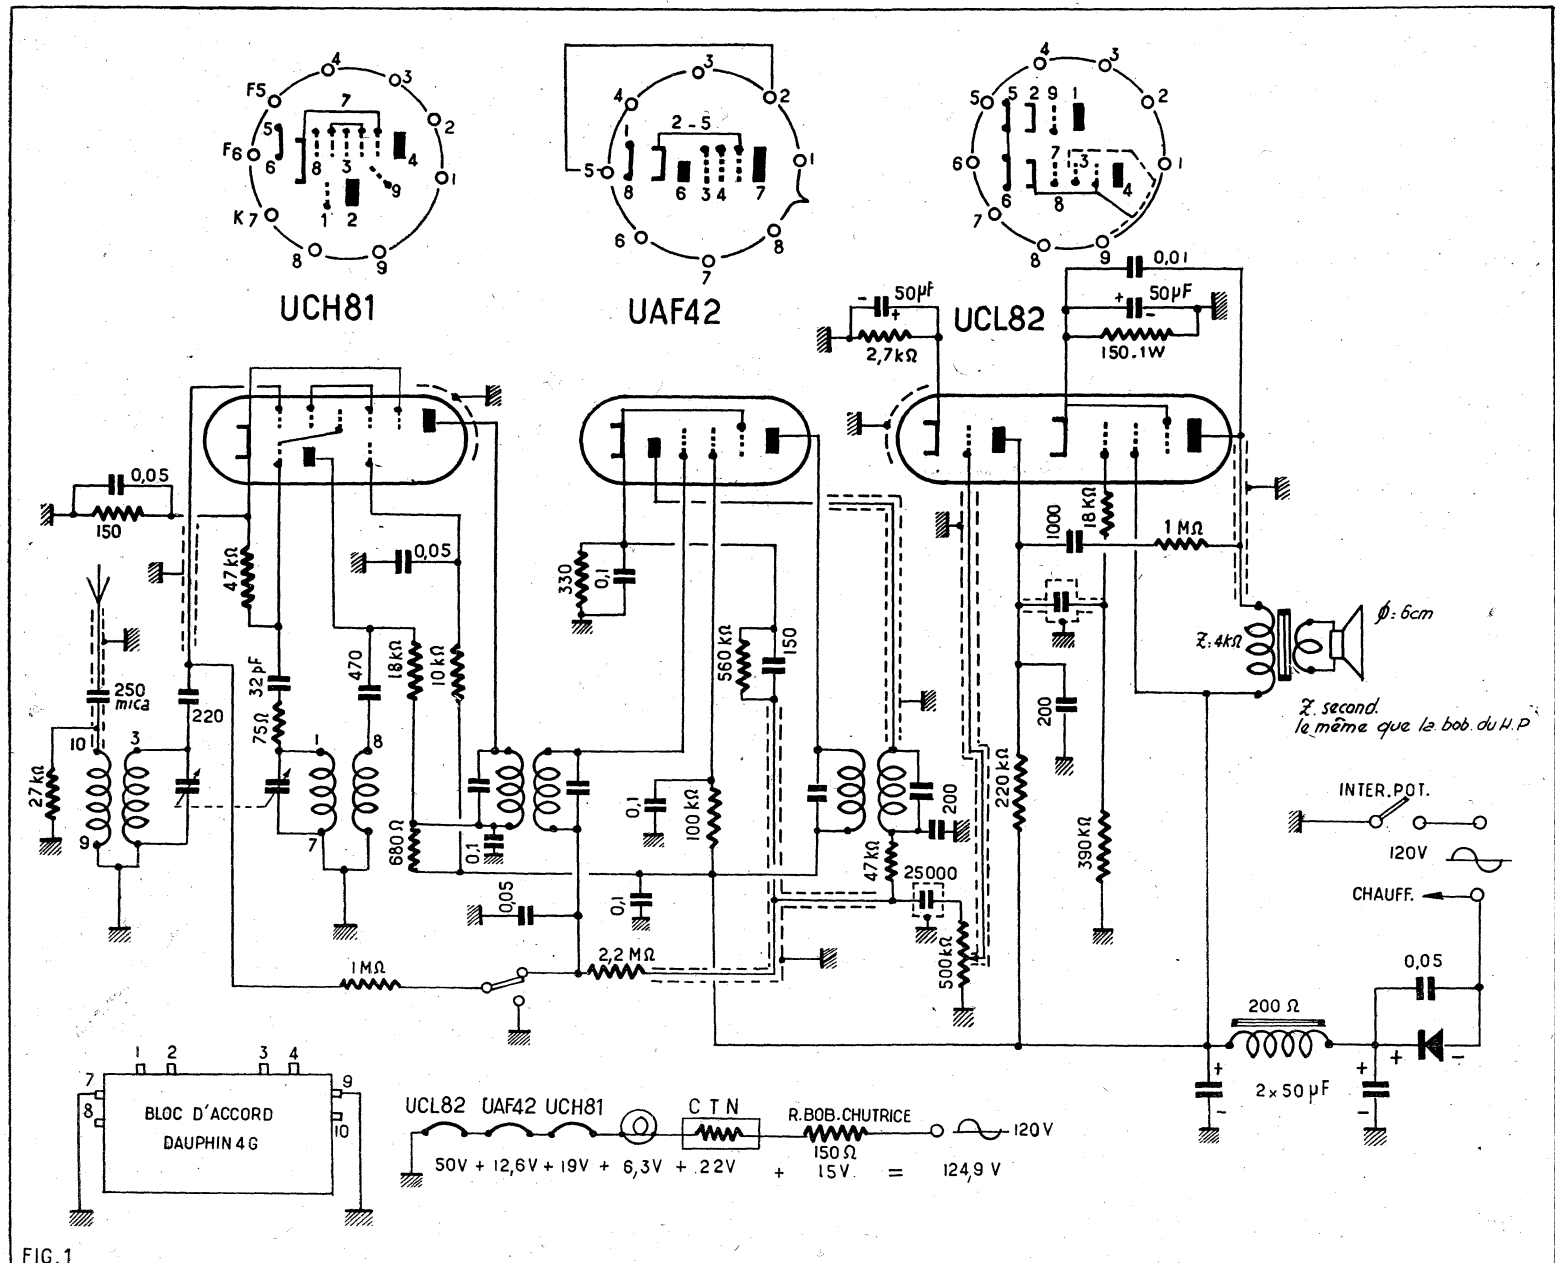 4
F5
3
7
5
2
F6
6
8
3
4
9
1
K 7
1
2
8
9
UCH81
3
4
2
2-5
1
1
5
8
6
3
4
7
6
8
7
UAF42
4
3
5
5
2
9
1
2
6
7
3
1
6
8
4
7
8
9
UCL82
0,01
- 50µF
+
+ 50µF
-
2,7kΩ
150.1W
0,05
150
47kΩ
0,05
330
0,1
1000
18kΩ
1 MΩ
Φ: 6cm
Z: 4kΩ
Z. second.
le même que la bob. du H.P
250
mica
220
32pF
75Ω
470
18kΩ
10kΩ
560 kΩ
150
200
10
3
1
8
27kΩ
9
7
680Ω
0,1
0,1
100kΩ
200
47kΩ
220kΩ
390kΩ
25000
500kΩ
0,05
0,1
1MΩ
2,2 MΩ
INTER.POT.
120V
CHAUFF.
0,05
200 Ω
+
-
+
+
2 x 50 µF
-
-
1
2
3
4
7
8
9
10
BLOC D'ACCORD
DAUPHIN 4G
UCL82 UAF42 UCH81
C T N
R.BOB.CHUTRICE
150Ω
120V
50V + 12,6V + 19V + 6,3V + 22V + 15V = 124,9 V
FIG.1